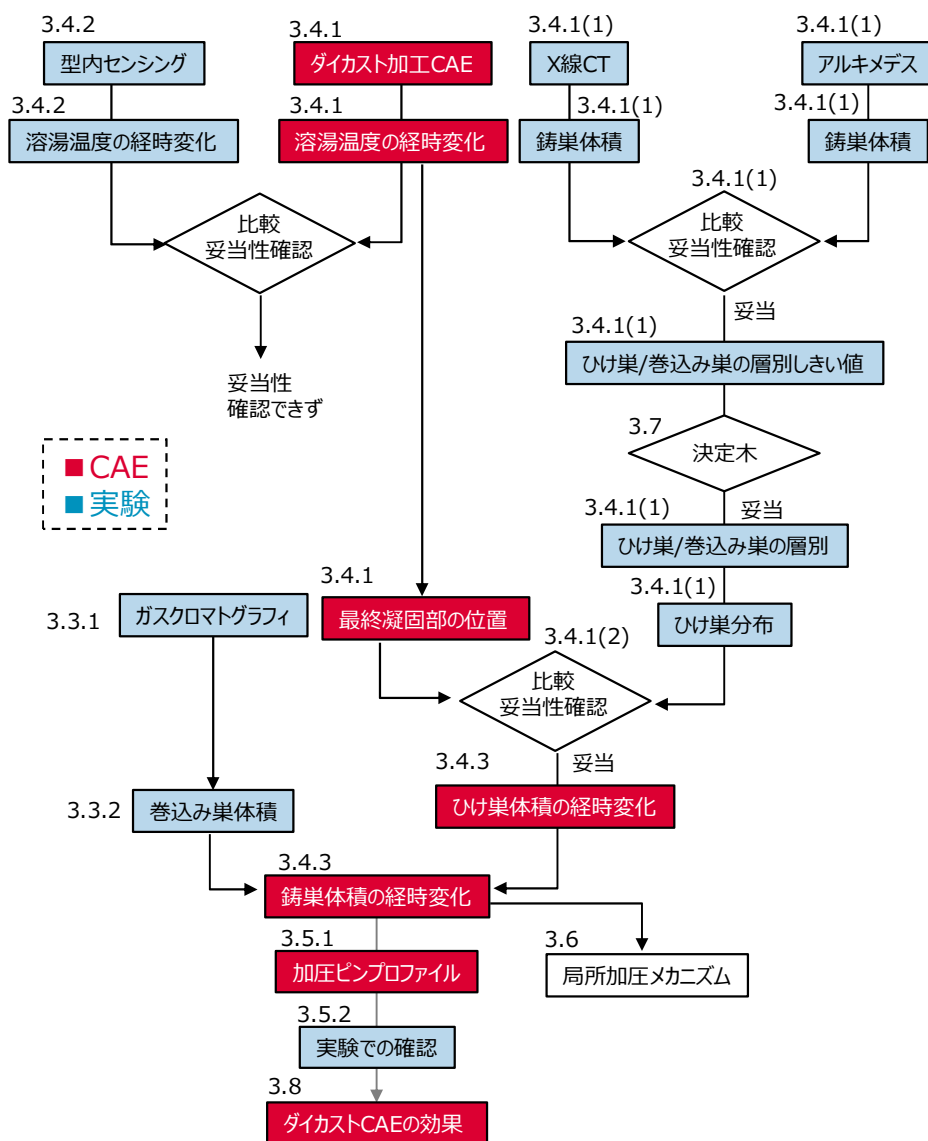 3.4.2
型内センシング
3.4.1
ダイカスト加工CAE
3.4.1(1)
X線CT
3.4.1(1)
アルキメデス
3.4.2
溶湯温度の経時変化
3.4.1
溶湯温度の経時変化
3.4.1(1)
鋳巣体積
3.4.1(1)
鋳巣体積
比較
妥当性確認
3.4.1(1)
比較
妥当性確認
妥当性
確認できず
妥当
3.4.1(1)
ひけ巣/巻込み巣の層別しきい値
3.7
決定木
■CAE
■実験
妥当
3.4.1(1)
ひけ巣/巻込み巣の層別
3.4.1(1)
ひけ巣分布
3.4.1
最終凝固部の位置
3.3.1
ガスクロマトグラフィ
3.4.1(2)
比較
妥当性確認
妥当
3.4.3
ひけ巣体積の経時変化
3.3.2
巻込み巣体積
3.4.3
鋳巣体積の経時変化
3.5.1
加圧ピンプロファイル
3.6
局所加圧メカニズム
3.5.2
実験での確認
3.8
ダイカストCAEの効果